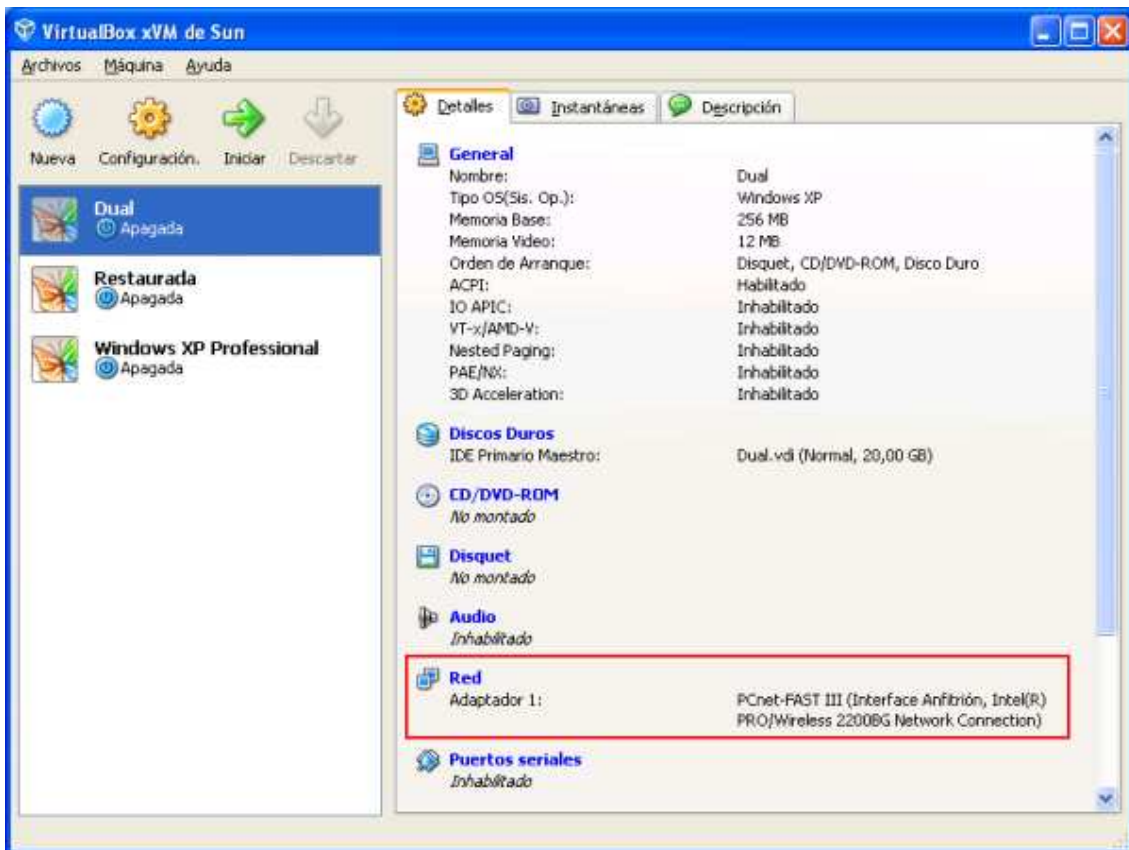 VirtualBox xVM de Sun
Archivos Máquina Ayuda
Nueva Configuración. Iniciar Descartar
Dual
Apagada
Restaurada
Apagada
Windows XP Professional
Apagada
Detalles Instantáneas Descripción
General
Nombre: Dual
Tipo OS(Sis. Op.): Windows XP
Memoria Base: 256 MB
Memoria Video: 12 MB
Orden de Arranque: Disquet, CD/DVD-ROM, Disco Duro
ACPI: Habilitado
IO APIC: Inhabilitado
VT-x/AMD-V: Inhabilitado
Nested Paging: Inhabilitado
PAE/NX: Inhabilitado
3D Acceleration: Inhabilitado
Discos Duros
IDE Primario Maestro: Dual.vdi (Normal, 20,00 GB)
CD/DVD-ROM
No montado
Disquet
No montado
Audio
Inhabilitado
Red
Adaptador 1: PCnet-FAST III (Interface Anfitrión, Intel(R)
PRO/Wireless 2200BG Network Connection)
Puertos seriales
Inhabilitado